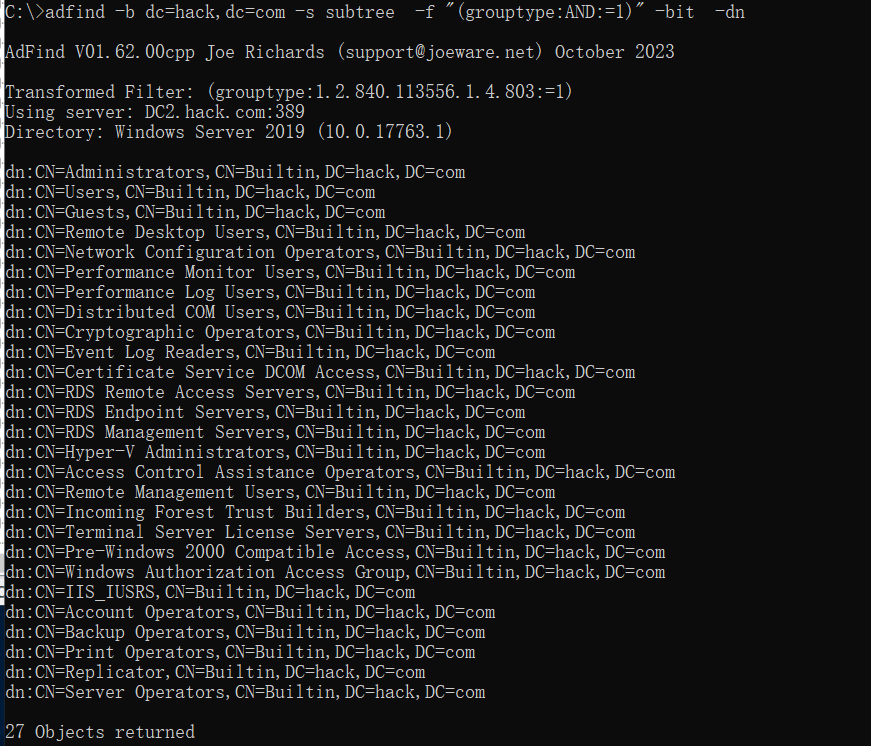 C:\>adfind -b dc=hack,dc=com -s subtree  -f "(grouptype:AND:=1)" -bit  -dn
AdFind V01.62.00cpp Joe Richards (support@joeware.net) October 2023
Transformed Filter: (grouptype:1.2.840.113556.1.4.803:=1)
Using server: DC2.hack.com:389
Directory: Windows Server 2019 (10.0.17763.1)
dn:CN=Administrators,CN=Builtin,DC=hack,DC=com
dn:CN=Users,CN=Builtin,DC=hack,DC=com
dn:CN=Guests,CN=Builtin,DC=hack,DC=com
dn:CN=Remote Desktop Users,CN=Builtin,DC=hack,DC=com
dn:CN=Network Configuration Operators,CN=Builtin,DC=hack,DC=com
dn:CN=Performance Monitor Users,CN=Builtin,DC=hack,DC=com
dn:CN=Performance Log Users,CN=Builtin,DC=hack,DC=com
dn:CN=Distributed COM Users,CN=Builtin,DC=hack,DC=com
dn:CN=Cryptographic Operators,CN=Builtin,DC=hack,DC=com
dn:CN=Event Log Readers,CN=Builtin,DC=hack,DC=com
dn:CN=Certificate Service DCOM Access,CN=Builtin,DC=hack,DC=com
dn:CN=RDS Remote Access Servers,CN=Builtin,DC=hack,DC=com
dn:CN=RDS Endpoint Servers,CN=Builtin,DC=hack,DC=com
dn:CN=RDS Management Servers,CN=Builtin,DC=hack,DC=com
dn:CN=Hyper-V Administrators,CN=Builtin,DC=hack,DC=com
dn:CN=Access Control Assistance Operators,CN=Builtin,DC=hack,DC=com
dn:CN=Remote Management Users,CN=Builtin,DC=hack,DC=com
dn:CN=Incoming Forest Trust Builders,CN=Builtin,DC=hack,DC=com
dn:CN=Terminal Server License Servers,CN=Builtin,DC=hack,DC=com
dn:CN=Pre-Windows 2000 Compatible Access,CN=Builtin,DC=hack,DC=com
dn:CN=Windows Authorization Access Group,CN=Builtin,DC=hack,DC=com
dn:CN=IIS_IUSRS,CN=Builtin,DC=hack,DC=com
dn:CN=Account Operators,CN=Builtin,DC=hack,DC=com
dn:CN=Backup Operators,CN=Builtin,DC=hack,DC=com
dn:CN=Print Operators,CN=Builtin,DC=hack,DC=com
dn:CN=Replicator,CN=Builtin,DC=hack,DC=com
dn:CN=Server Operators,CN=Builtin,DC=hack,DC=com
27 Objects returned